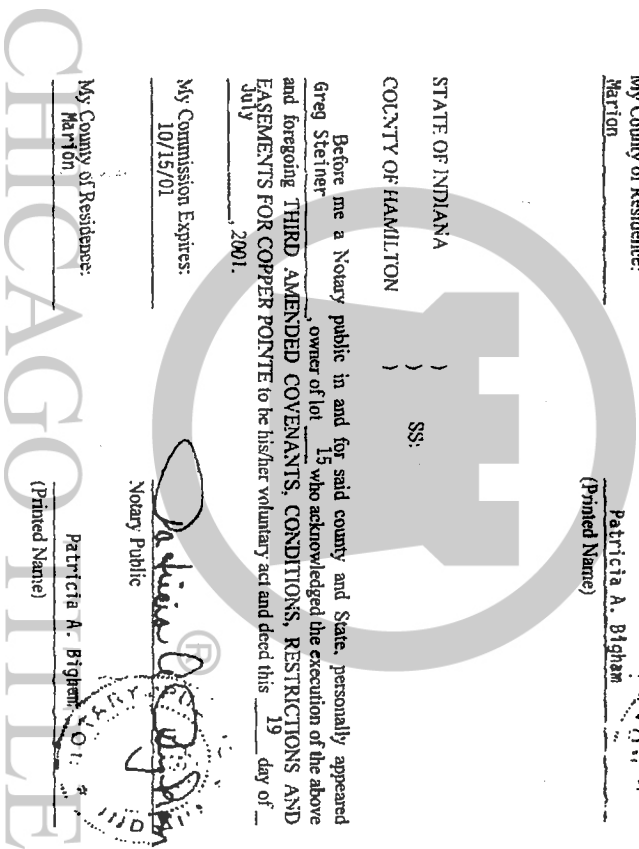 My County of Residence:
Marion
Patricia A. Bigham
(Printed Name)
STATE OF INDIANA )
) SS:
COUNTY OF HAMILTON )
Before me a Notary public in and for said county and State, personally appeared
Greg Steiner, owner of lot 15 who acknowledged the execution of the above
and foregoing THIRD AMENDED COVENANTS, CONDITIONS, RESTRICTIONS AND
EASEMENTS FOR COPPER POINTE to be his/her voluntary act and deed this 19 day of
July, 2001.
My Commission Expires:
10/15/01
Patricia A. Bigham
Notary Public
My County of Residence:
Marion
Patricia A. Bigham
(Printed Name)
CHICAGO TITLE
®